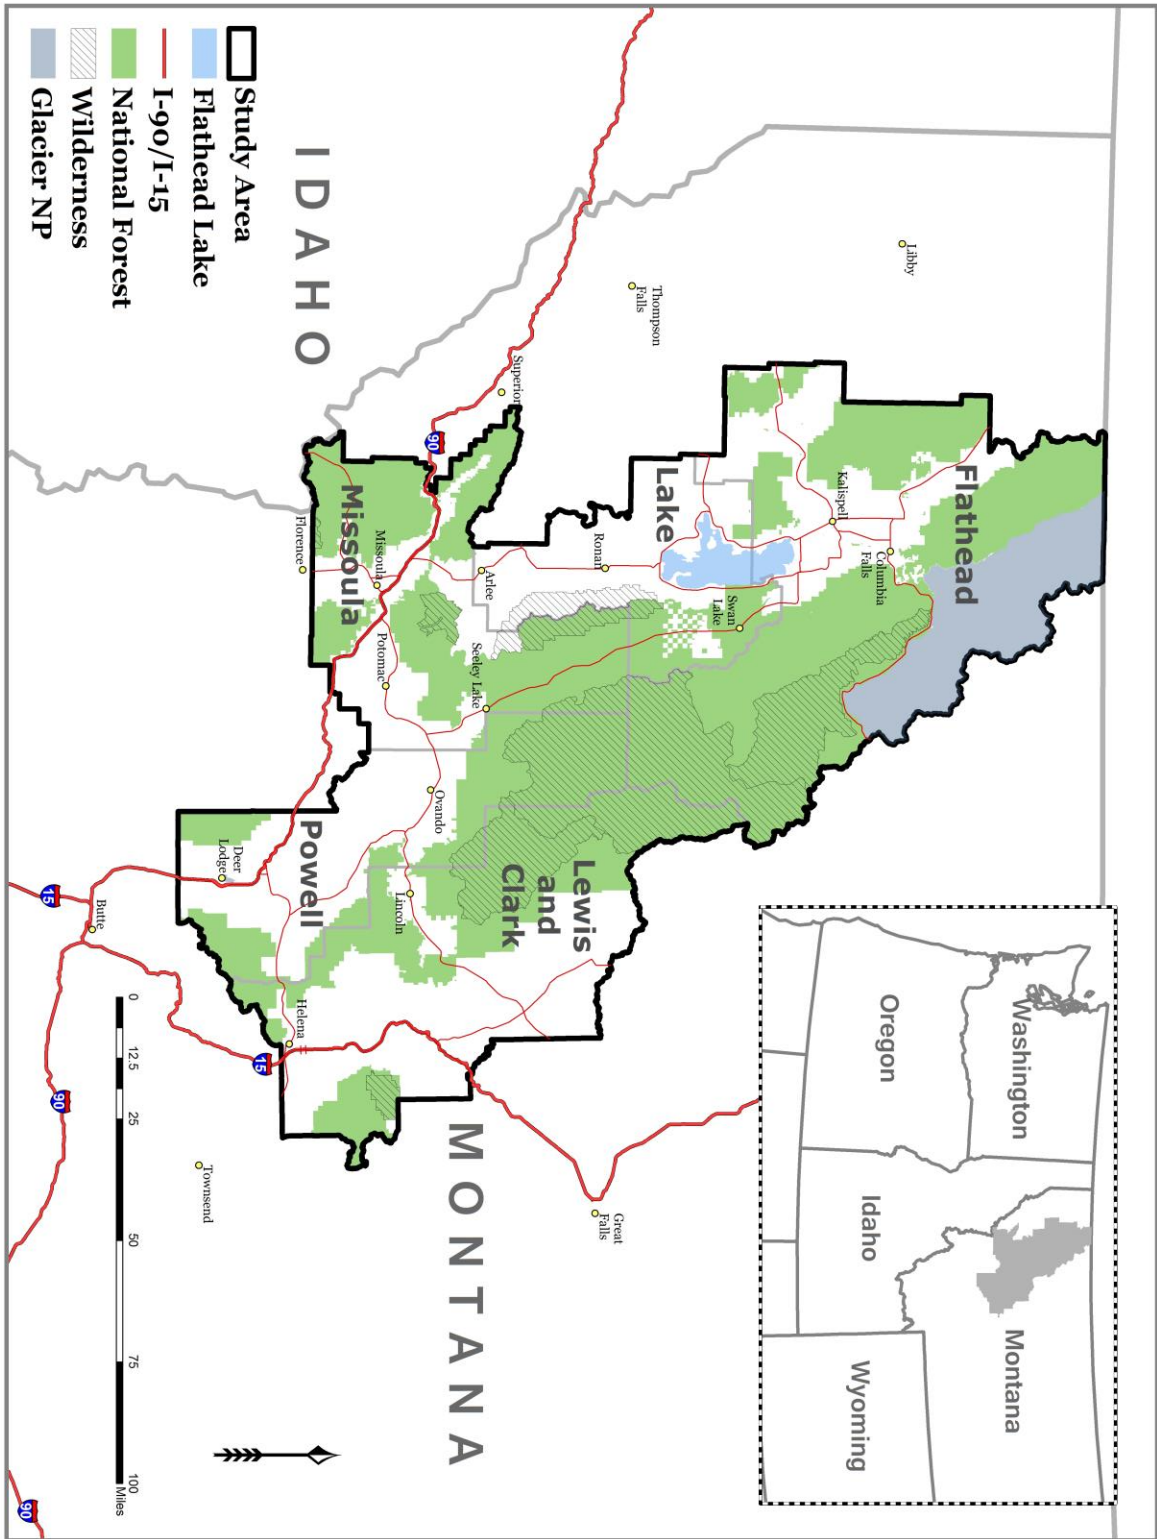 Washington
Oregon
Idaho
Montana
Wyoming
Libby
Thompson
Falls
Superior
Flathead
Kalispell
Columbia
Falls
Lake
Swan
Lake
Ronan
Arlee
Seeley Lake
Missoula
Missoula
Potomac
Florence
Ovando
Lewis
and
Clark
Lincoln
Powell
Deer
Lodge
Helena
Great
Falls
Townsend
Butte
IDAHO
MONTANA
90
15
15
90
90
Study Area
Flathead Lake
I-90/I-15
National Forest
Wilderness
Glacier NP
0 12.5 25 50 75 100
Miles